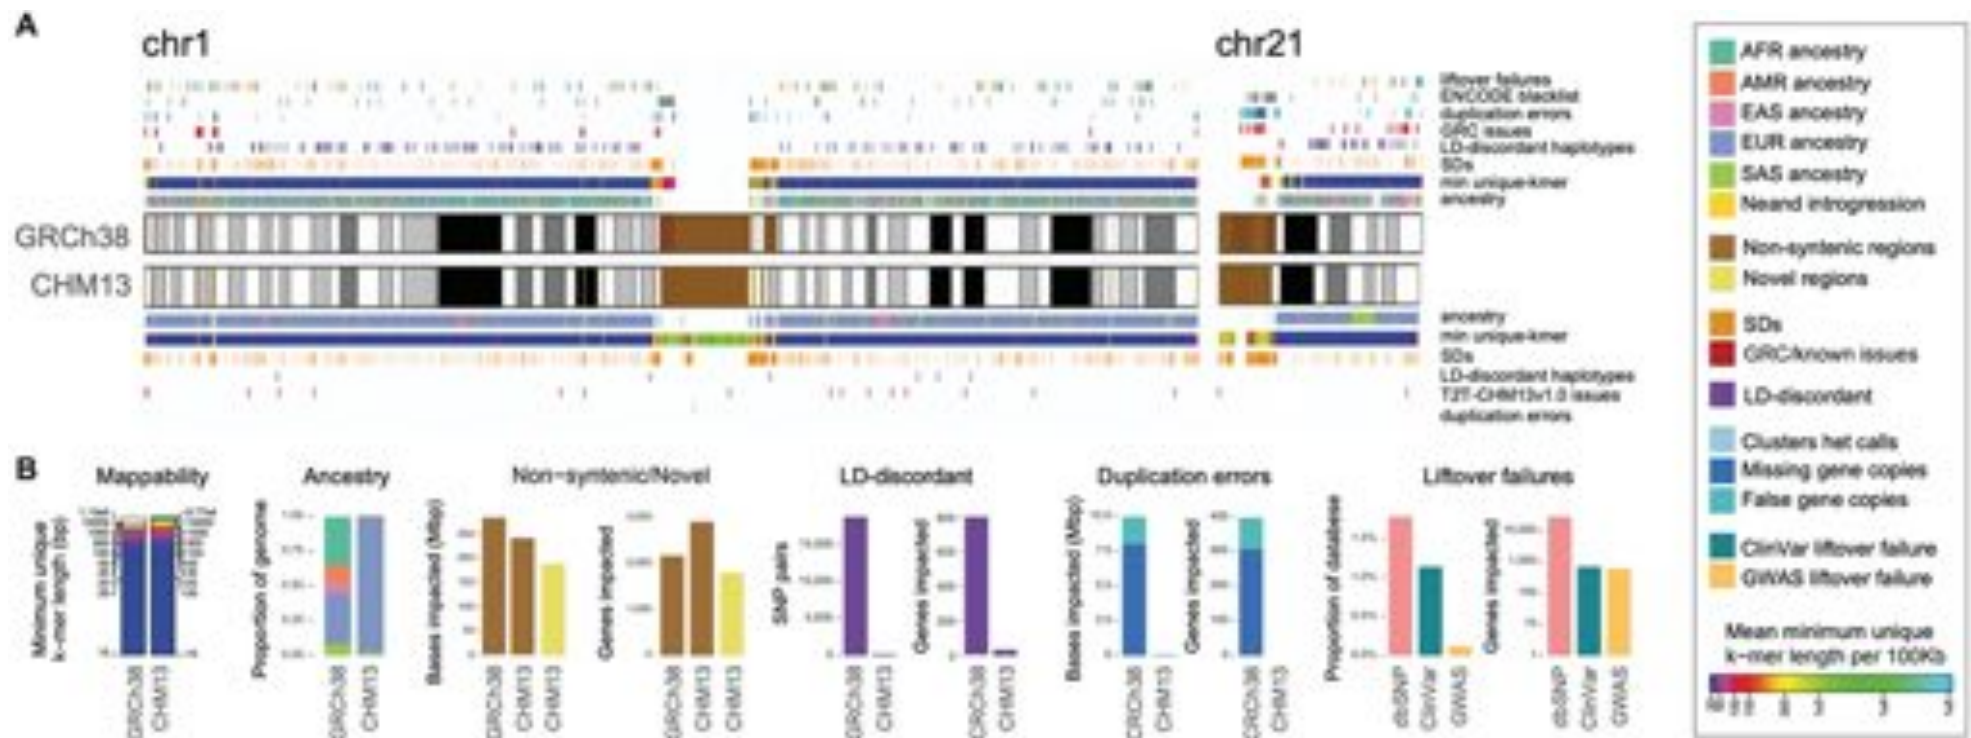 A
chr1
chr21
liftover failures
ENCODE blacklist
duplication errors
GRC issues
LD-discordant haplotypes
SDs
min unique-kmer
ancestry
GRCh38
CHM13
ancestry
min unique-kmer
SDs
LD-discordant haplotypes
T2T-CHM13v1.0 issues
duplication errors
AFR ancestry
AMR ancestry
EAS ancestry
EUR ancestry
SAS ancestry
Neand introgression
Non-syntenic regions
Novel regions
SDs
GRC/known issues
LD-discordant
Clusters het calls
Missing gene copies
False gene copies
ClinVar liftover failure
GWAS liftover failure
Mean minimum unique
k-mer length per 100Kb
B
Mappability
Minimum unique
k-mer length (bp)
GRCh38
CHM13
Ancestry
Proportion of genome
GRCh38
CHM13
Non-syntenic/Novel
Bases impacted (Mbp)
GRCh38
CHM13
CHM13
Genes impacted
GRCh38
CHM13
CHM13
LD-discordant
SNP pairs
GRCh38
CHM13
Genes impacted
GRCh38
CHM13
Duplication errors
Bases impacted (Mbp)
GRCh38
CHM13
Genes impacted
GRCh38
CHM13
Liftover failures
Proportion of database
dbSNP
ClinVar
GWAS
Genes impacted
dbSNP
ClinVar
GWAS